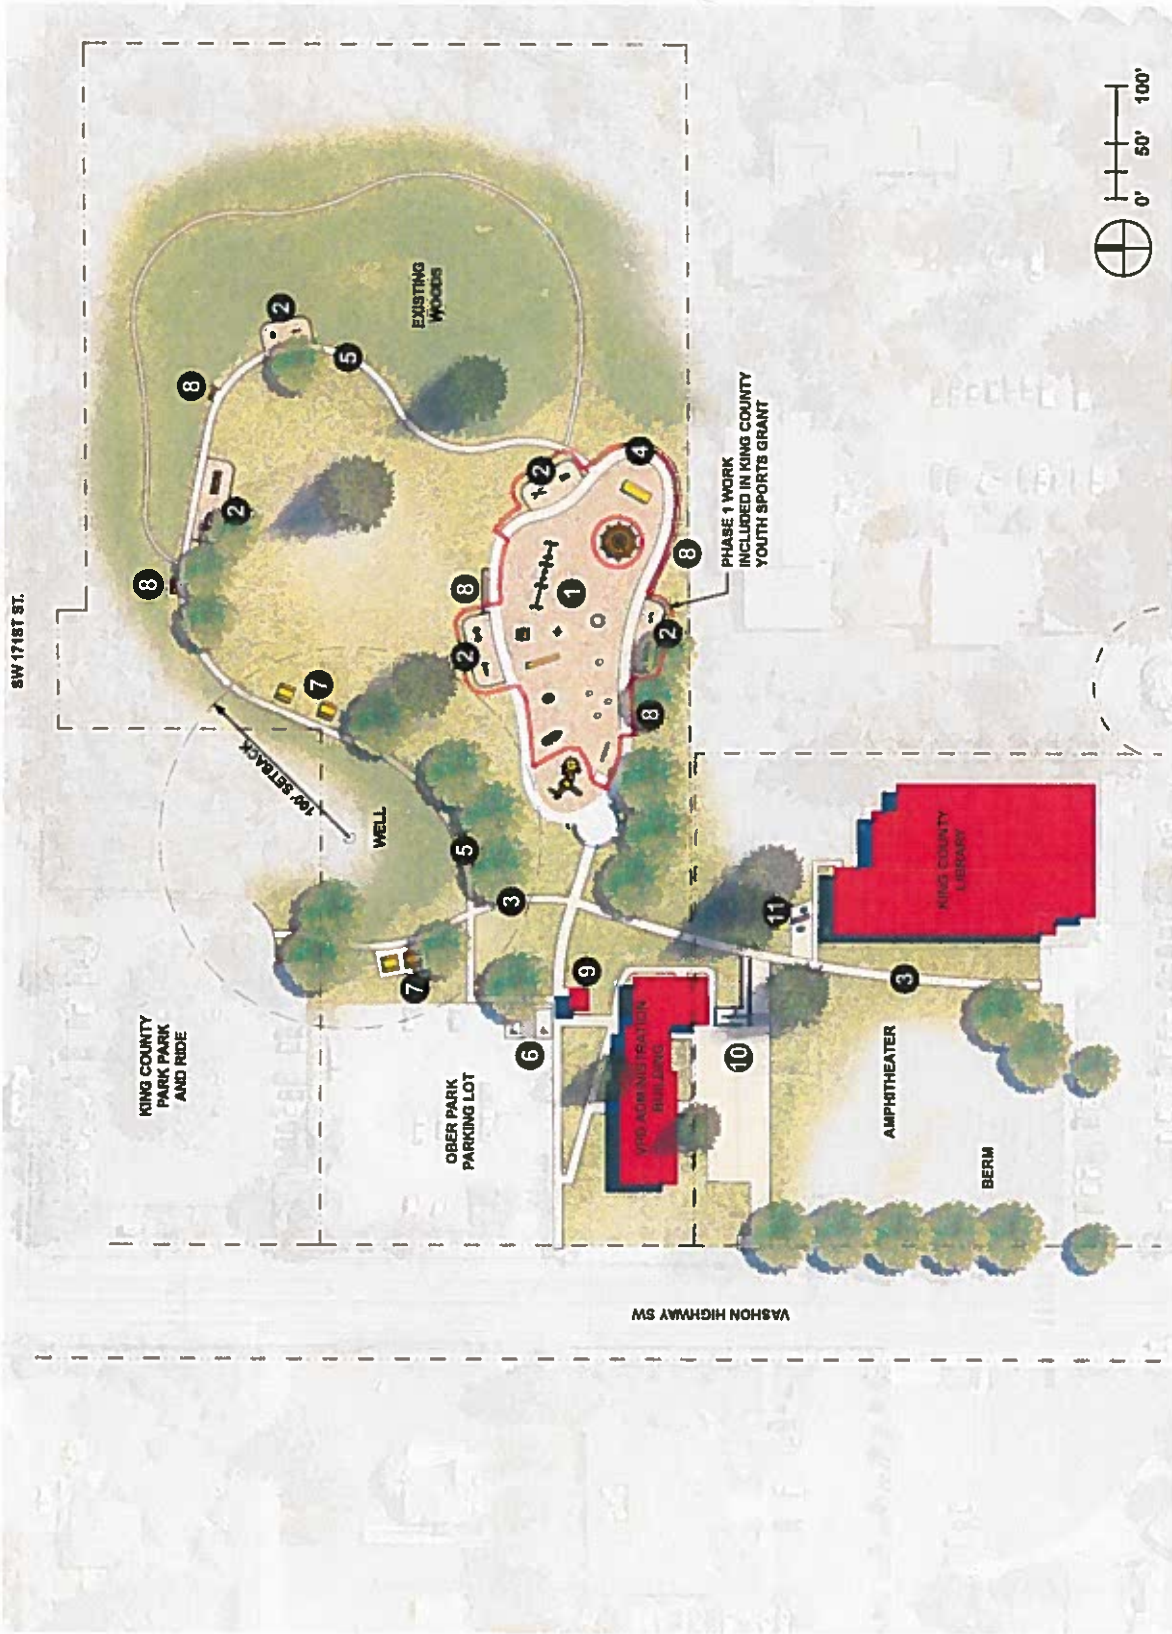 SW 171ST ST.
KING COUNTY
PARK PARK
AND RIDE
100' SETBACK
WELL
EXISTING
WOODS
OBER PARK
PARKING LOT
VPD ADMINISTRATION
BUILDING
PHASE 1 WORK
INCLUDED IN KING COUNTY
YOUTH SPORTS GRANT
KING COUNTY
LIBRARY
AMPHITHEATER
BERM
VASHON HIGHWAY SW
0' 50' 100'
8
8
2
2
5
7
7
5
3
6
9
8
2
2
1
4
8
2
8
10
11
3